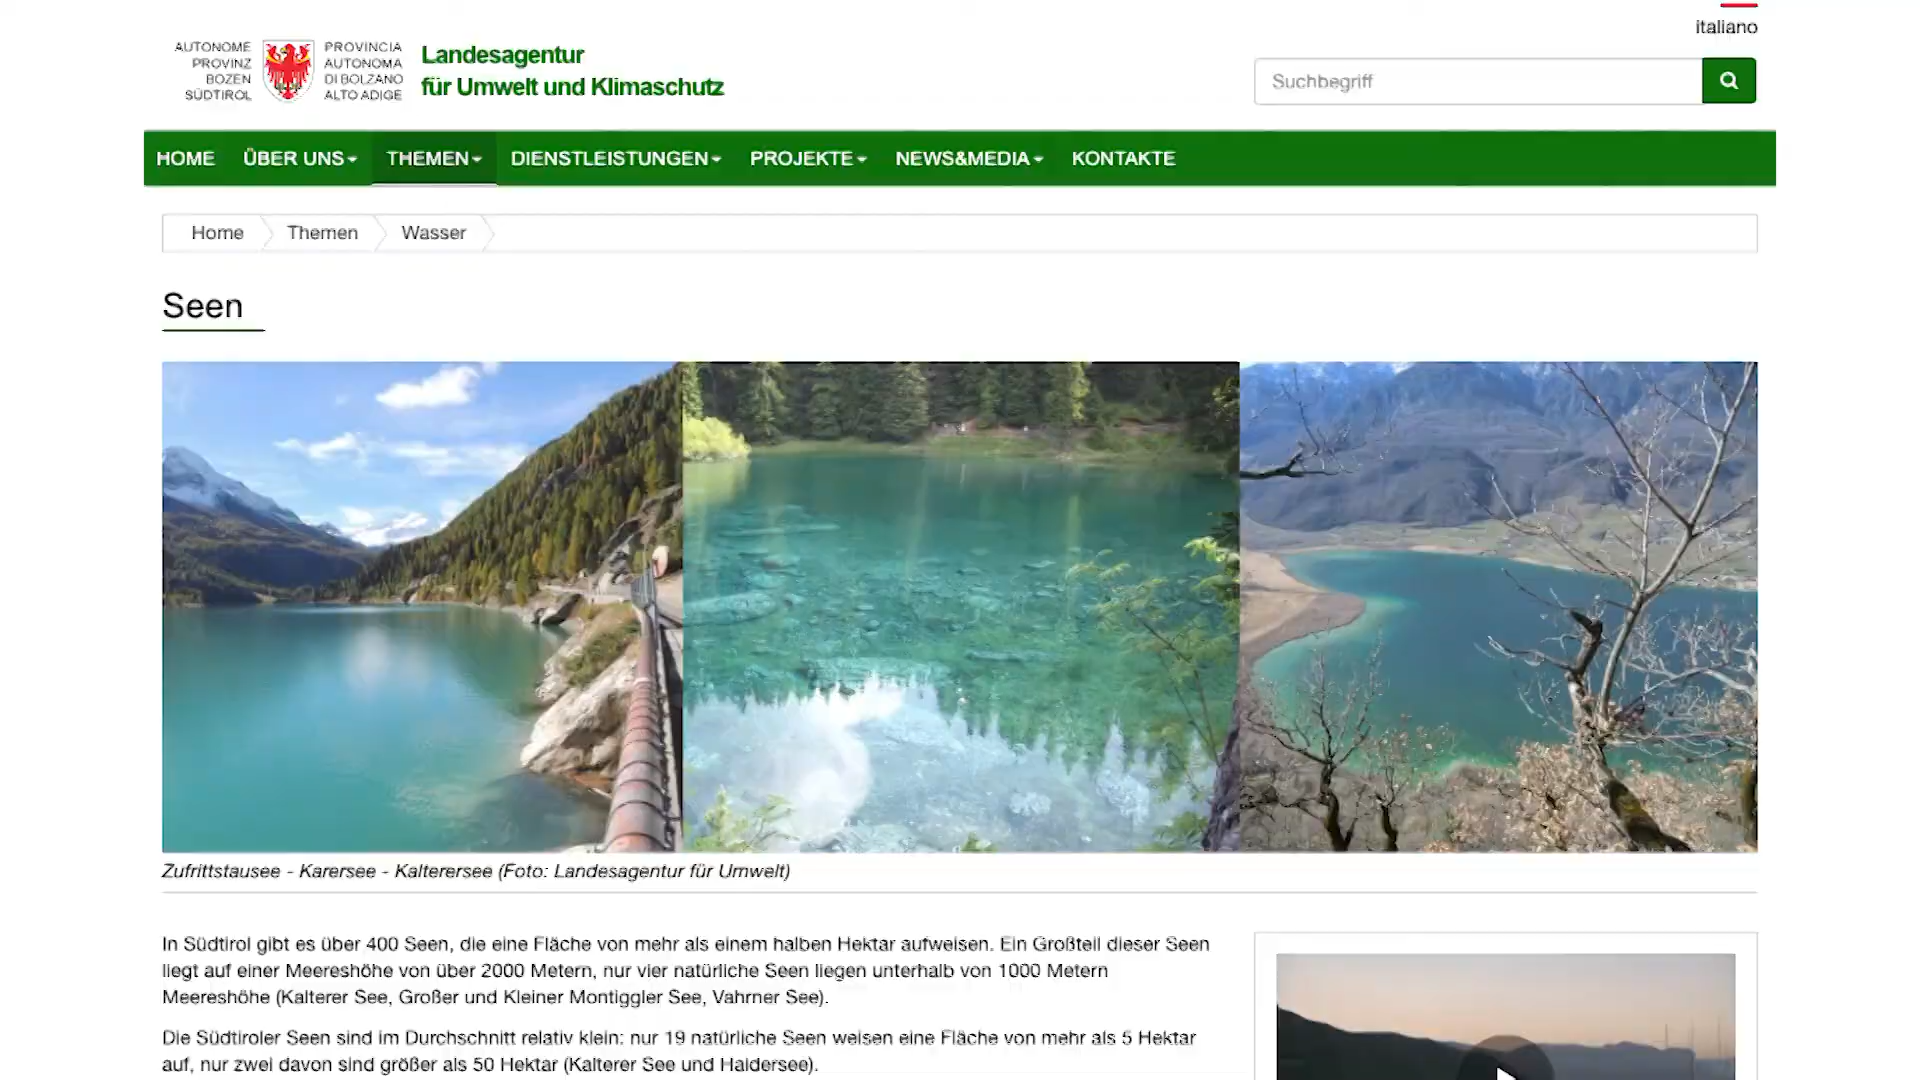 italiano
AUTONOME
PROVINZ
BOZEN
SÜDTIROL
PROVINCIA
AUTONOMA
DI BOLZANO
ALTO ADIGE
Landesagentur
für Umwelt und Klimaschutz
Suchbegriff
HOME ÜBER UNS THEMEN DIENSTLEISTUNGEN PROJEKTE NEWS&MEDIA KONTAKTE
Home Themen Wasser
Seen
Zufrittstausee - Karersee - Kalterersee (Foto: Landesagentur für Umwelt)
In Südtirol gibt es über 400 Seen, die eine Fläche von mehr als einem halben Hektar aufweisen. Ein Großteil dieser Seen
liegt auf einer Meereshöhe von über 2000 Metern, nur vier natürliche Seen liegen unterhalb von 1000 Metern
Meereshöhe (Kalterer See, Großer und Kleiner Montiggler See, Vahrner See).
Die Südtiroler Seen sind im Durchschnitt relativ klein: nur 19 natürliche Seen weisen eine Fläche von mehr als 5 Hektar
auf, nur zwei davon sind größer als 50 Hektar (Kalterer See und Haidersee).